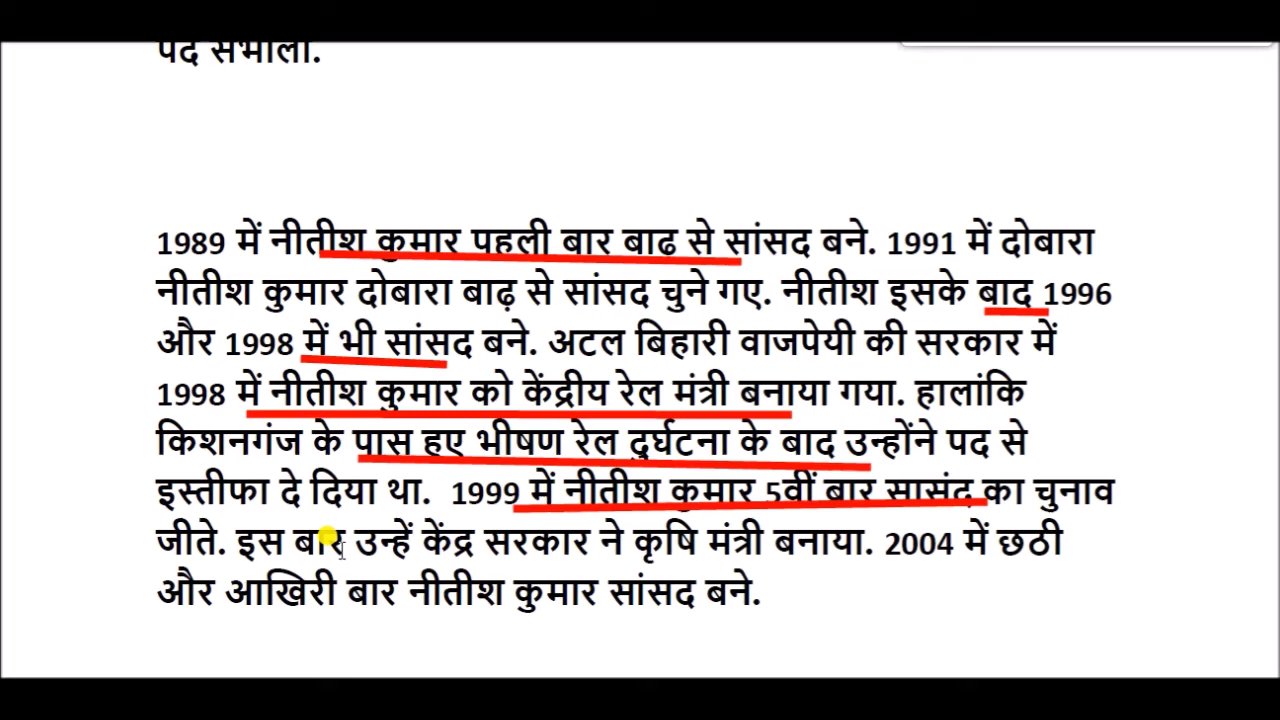 पद संभाला.
1989 में नीतीश कुमार पहली बार बाढ से सांसद बने. 1991 में दोबारा
नीतीश कुमार दोबारा बाढ़ से सांसद चुने गए. नीतीश इसके बाद 1996
और 1998 में भी सांसद बने. अटल बिहारी वाजपेयी की सरकार में
1998 में नीतीश कुमार को केंद्रीय रेल मंत्री बनाया गया. हालांकि
किशनगंज के पास हुए भीषण रेल दुर्घटना के बाद उन्होंने पद से
इस्तीफा दे दिया था. 1999 में नीतीश कुमार 5वीं बार सासंद का चुनाव
जीते. इस बार उन्हें केंद्र सरकार ने कृषि मंत्री बनाया. 2004 में छठी
और आखिरी बार नीतीश कुमार सांसद बने.